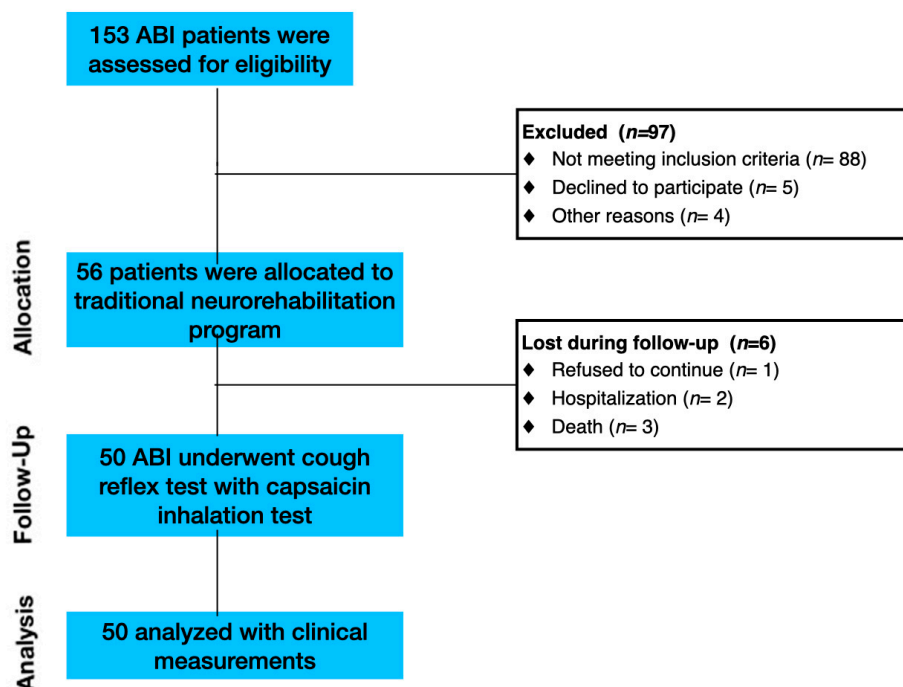 153 ABI patients were
assessed for eligibility
Excluded (n=97)
♦ Not meeting inclusion criteria (n= 88)
♦ Declined to participate (n= 5)
♦ Other reasons (n= 4)
Allocation
56 patients were allocated to
traditional neurorehabilitation
program
Lost during follow-up (n=6)
♦ Refused to continue (n= 1)
♦ Hospitalization (n= 2)
♦ Death (n= 3)
Follow-Up
50 ABI underwent cough
reflex test with capsaicin
inhalation test
Analysis
50 analyzed with clinical
measurements